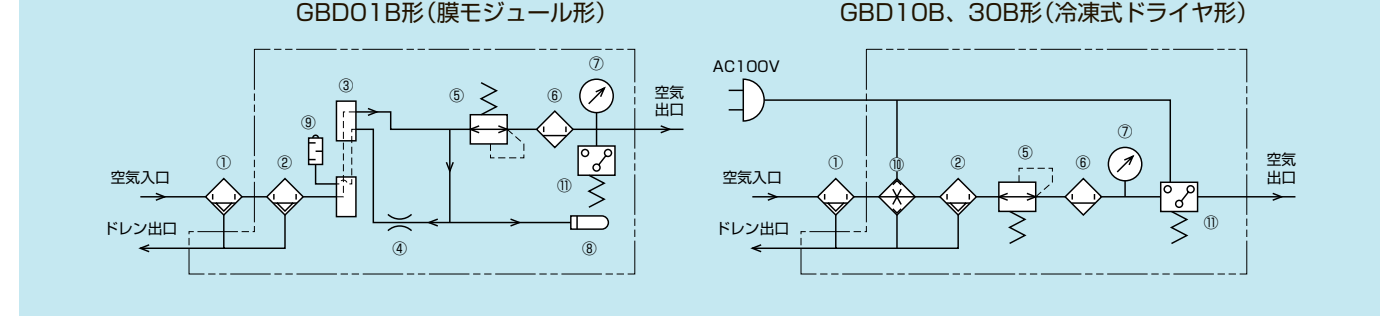 GBD01B形(膜モジュール形)
③
⑨
①
②
空気入口
ドレン出口
④
⑤
⑥
⑦
空気
出口
⑪
⑧
GBD10B、30B形(冷凍式ドライヤ形)
AC100V
空気入口
ドレン出口
①
⑩
②
⑤
⑥
⑦
空気
出口
⑪